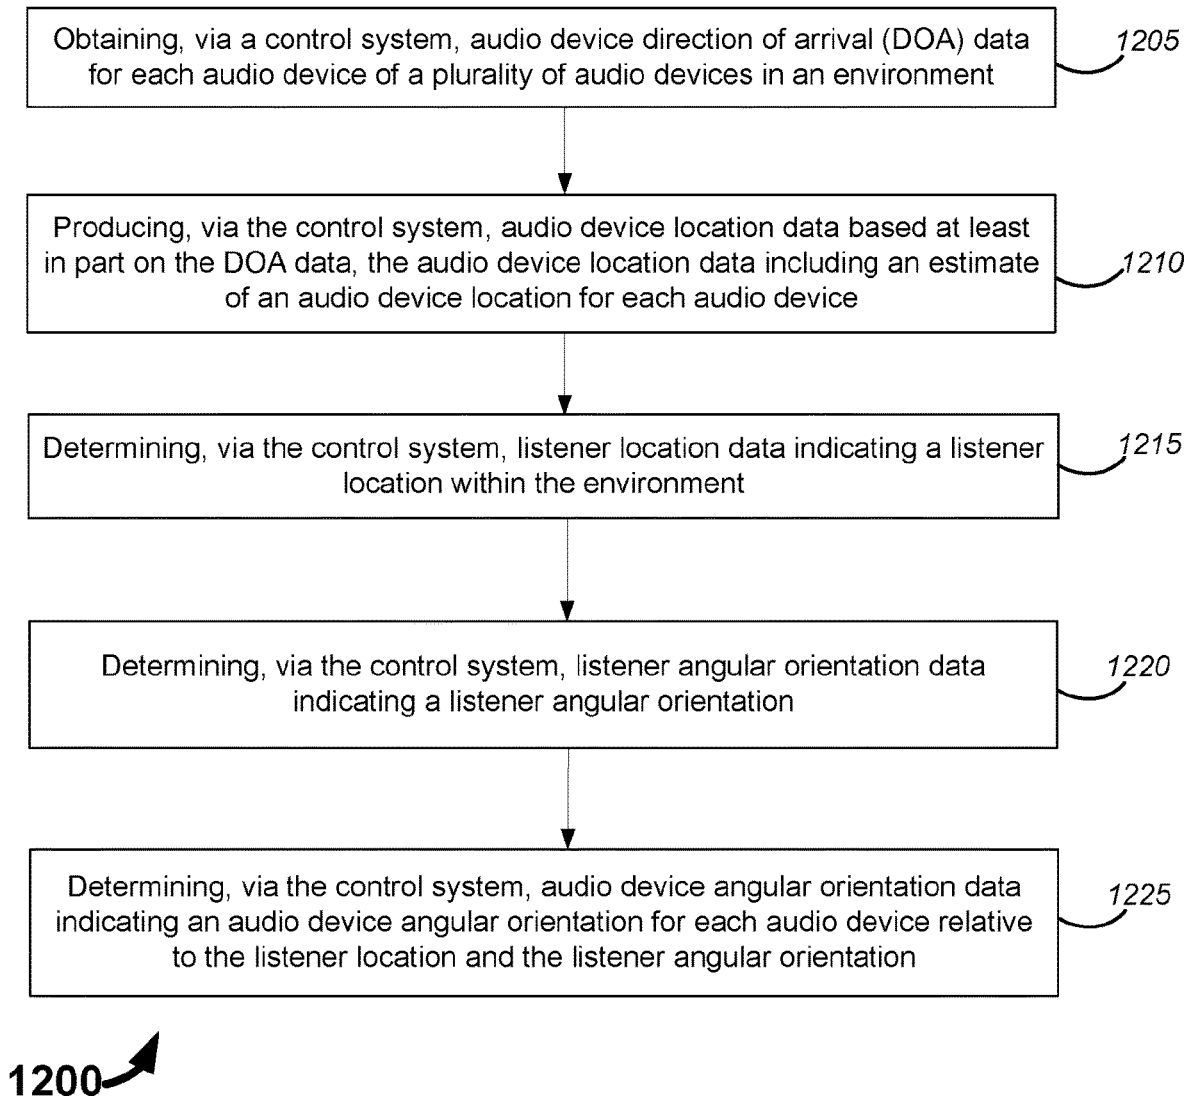 Obtaining, via a control system, audio device direction of arrival (DOA) data
for each audio device of a plurality of audio devices in an environment
1205
Producing, via the control system, audio device location data based at least
in part on the DOA data, the audio device location data including an estimate
of an audio device location for each audio device
1210
Determining, via the control system, listener location data indicating a listener
location within the environment
1215
Determining, via the control system, listener angular orientation data
indicating a listener angular orientation
1220
Determining, via the control system, audio device angular orientation data
indicating an audio device angular orientation for each audio device relative
to the listener location and the listener angular orientation
1225
1200